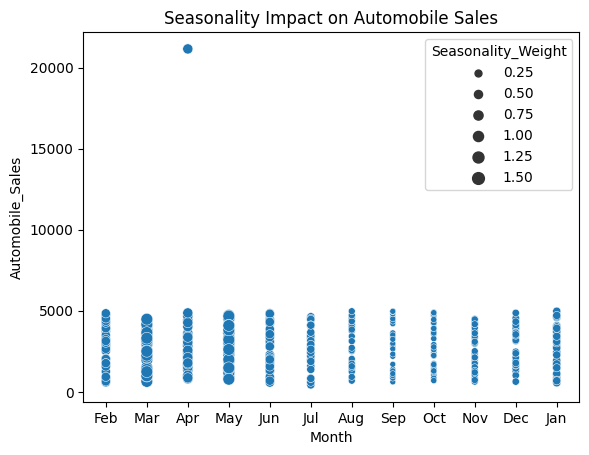 Seasonality Impact on Automobile Sales
Seasonality_Weight
0.25
0.50
0.75
1.00
1.25
1.50
Automobile_Sales
20000
15000
10000
5000
0
Feb Mar Apr May Jun Jul Aug Sep Oct Nov Dec Jan
Month